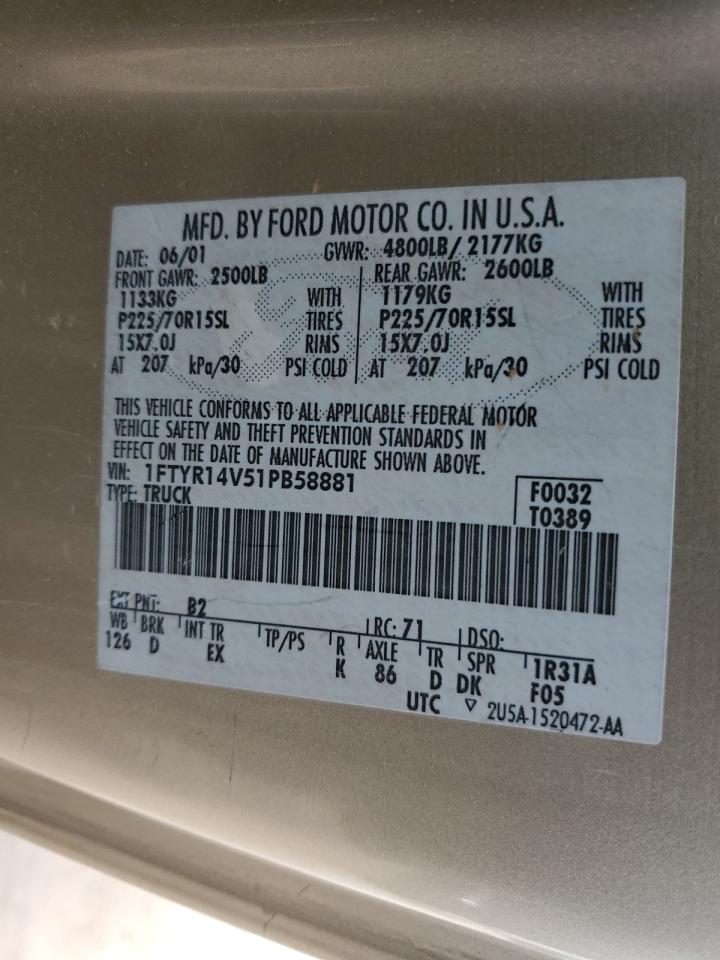 MFD. BY FORD MOTOR CO. IN U.S.A.
DATE: 06/01 GVWR: 4800LB/ 2177KG
FRONT GAWR: 2500LB REAR GAWR: 2600LB
1133KG WITH 1179KG WITH
P225/70R15SL TIRES P225/70R15SL TIRES
15X7.0J RIMS 15X7.0J RIMS
AT 207 kPa/30 PSI COLD AT 207 kPa/30 PSI COLD
THIS VEHICLE CONFORMS TO ALL APPLICABLE FEDERAL MOTOR
VEHICLE SAFETY AND THEFT PREVENTION STANDARDS IN
EFFECT ON THE DATE OF MANUFACTURE SHOWN ABOVE.
VIN: 1FTYR14V51PB58881
TYPE: TRUCK
F0032
T0389
EXT PNT: B2 RC: 71 DSO:
WB BRK INT TR TP/PS R AXLE TR SPR 1R31A
126 D EX K 86 D DK F05
UTC ▽ 2U5A-1520472-AA